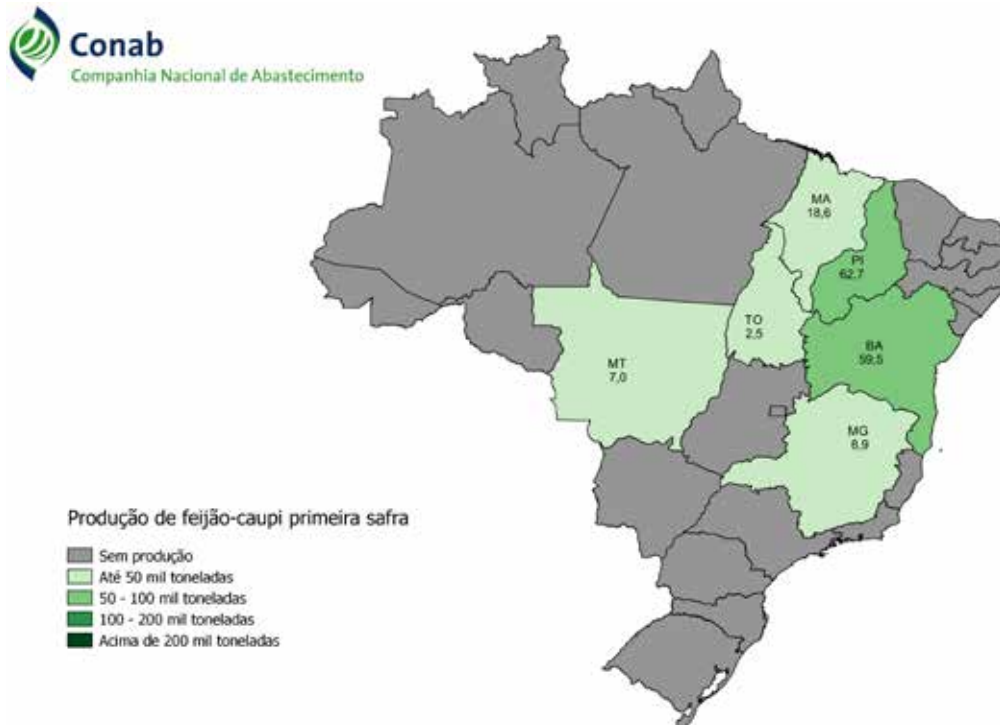 Conab
Companhia Nacional de Abastecimento
MA
18,6
PI
62,7
TO
2,5
BA
59,5
MT
7,0
MG
8,9
Produção de feijão-caupi primeira safra
Sem produção
Até 50 mil toneladas
50 - 100 mil toneladas
100 - 200 mil toneladas
Acima de 200 mil toneladas